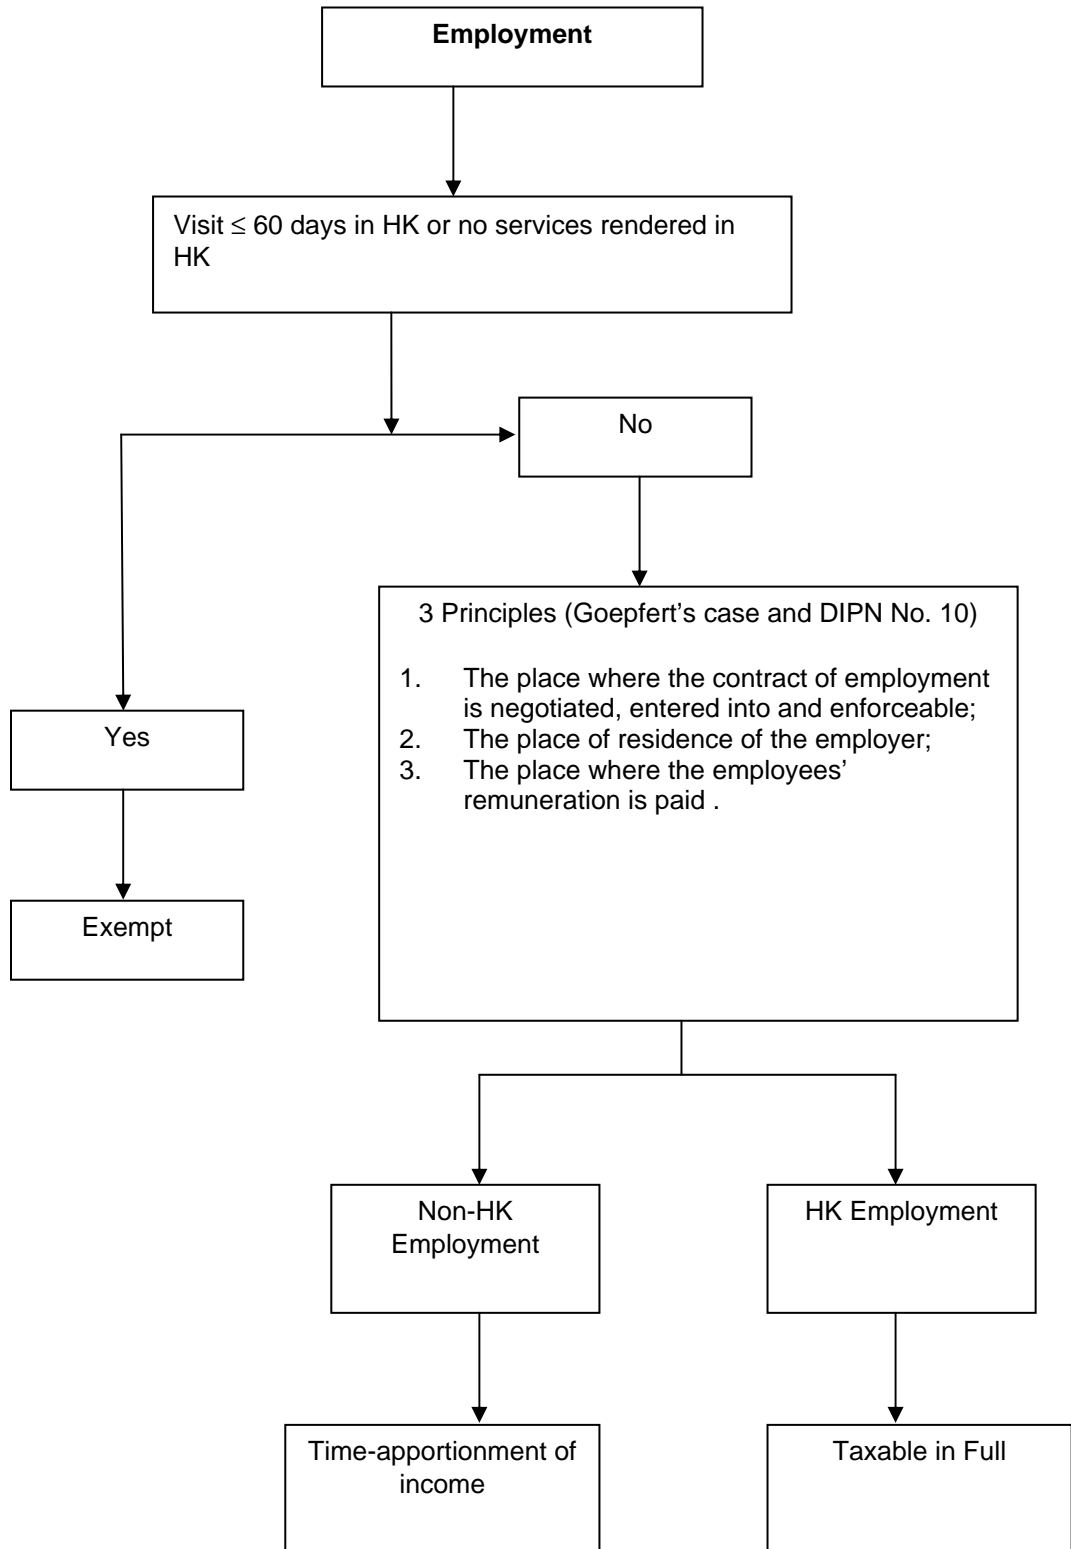 Employment
Visit ≤ 60 days in HK or no services rendered in
HK
No
3 Principles (Goepfert’s case and DIPN No. 10)
1. The place where the contract of employment
is negotiated, entered into and enforceable;
2. The place of residence of the employer;
3. The place where the employees’
remuneration is paid .
Yes
Exempt
Non-HK
Employment
HK Employment
Time-apportionment of
income
Taxable in Full